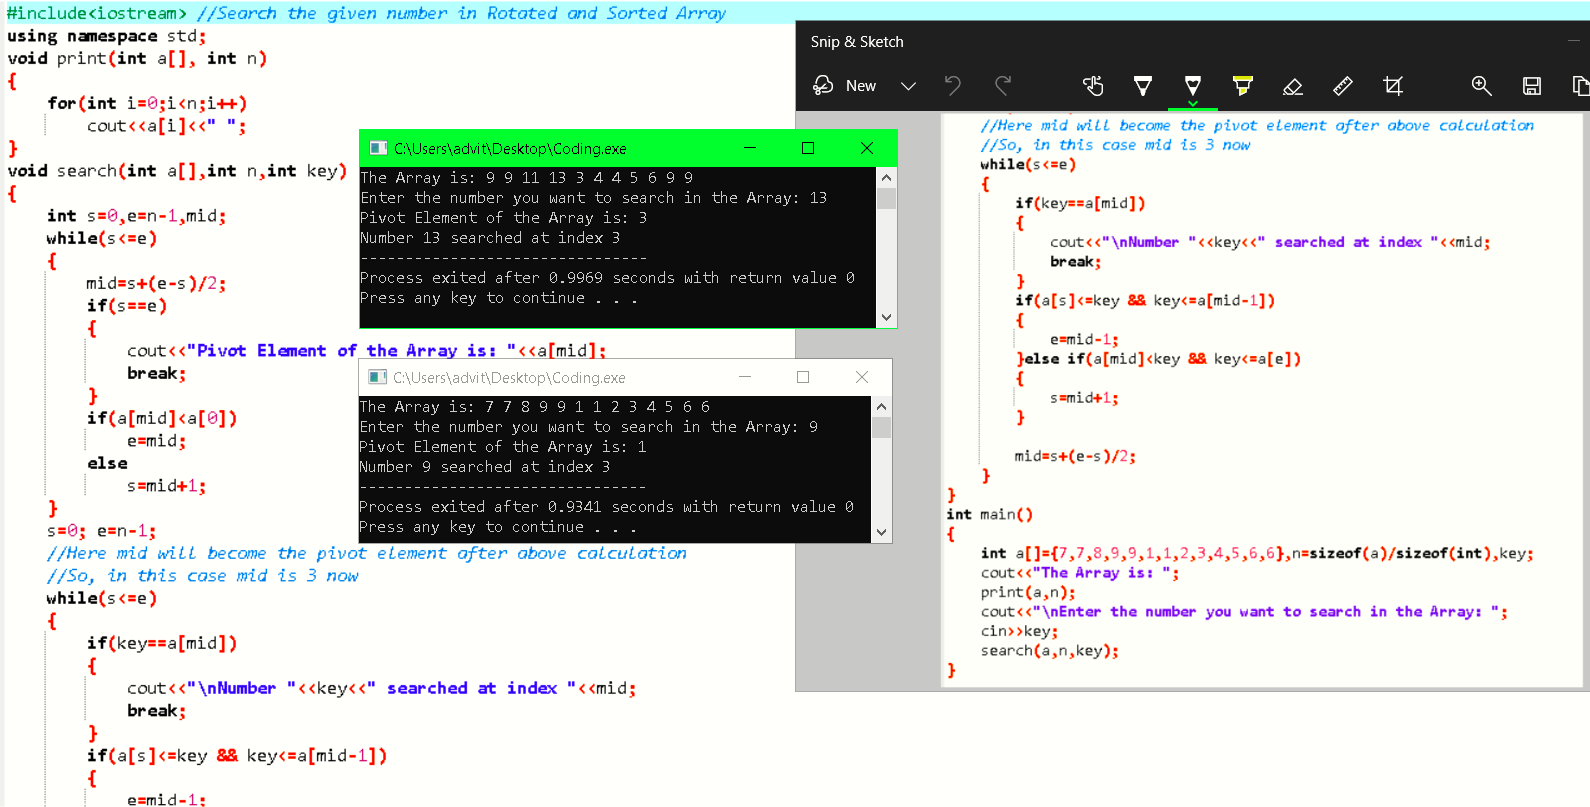 #include<iostream> //Search the given number in Rotated and Sorted Array
using namespace std;
void print(int a[], int n)
{
for(int i=0;i<n;i++)
cout<<a[i]<<" ";
}
void search(int a[],int n,int key)
{
int s=0,e=n-1,mid;
while(s<=e)
{
mid=s+(e-s)/2;
if(s==e)
{
cout<<"Pivot Element of the Array is: "<<a[mid];
break;
}
if(a[mid]<a[0])
e=mid;
else
s=mid+1;
}
s=0; e=n-1;
//Here mid will become the pivot element after above calculation
//So, in this case mid is 3 now
while(s<=e)
{
if(key==a[mid])
{
cout<<"\nNumber "<<key<<" searched at index "<<mid;
break;
}
if(a[s]<=key && key<=a[mid-1])
{
e=mid-1;
C:\Users\advit\Desktop\Coding.exe
The Array is: 9 9 11 13 3 4 4 5 6 9 9
Enter the number you want to search in the Array: 13
Pivot Element of the Array is: 3
Number 13 searched at index 3
--------------------------------
Process exited after 0.9969 seconds with return value 0
Press any key to continue . . .
C:\Users\advit\Desktop\Coding.exe
The Array is: 7 7 8 9 9 1 1 2 3 4 5 6 6
Enter the number you want to search in the Array: 9
Pivot Element of the Array is: 1
Number 9 searched at index 3
--------------------------------
Process exited after 0.9341 seconds with return value 0
Press any key to continue . . .
Snip & Sketch
New
//Here mid will become the pivot element after above calculation
//So, in this case mid is 3 now
while(s<=e)
{
if(key==a[mid])
{
cout<<"\nNumber "<<key<<" searched at index "<<mid;
break;
}
if(a[s]<=key && key<=a[mid-1])
{
e=mid-1;
}else if(a[mid]<key && key<=a[e])
{
s=mid+1;
}
mid=s+(e-s)/2;
}
}
int main()
{
int a[]={7,7,8,9,9,1,1,2,3,4,5,6,6},n=sizeof(a)/sizeof(int),key;
cout<<"The Array is: ";
print(a,n);
cout<<"\nEnter the number you want to search in the Array: ";
cin>>key;
search(a,n,key);
}